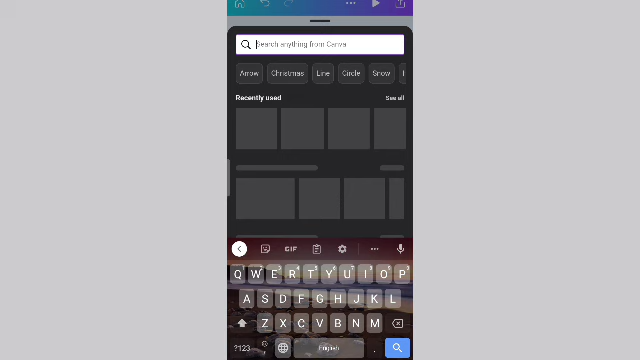 Search anything from Canva
Arrow Christmas Line Circle Snow
Recently used See all
GIF
Q W E R T Y U I O P
A S D F G H J K L
Z X C V B N M
?123 , English .